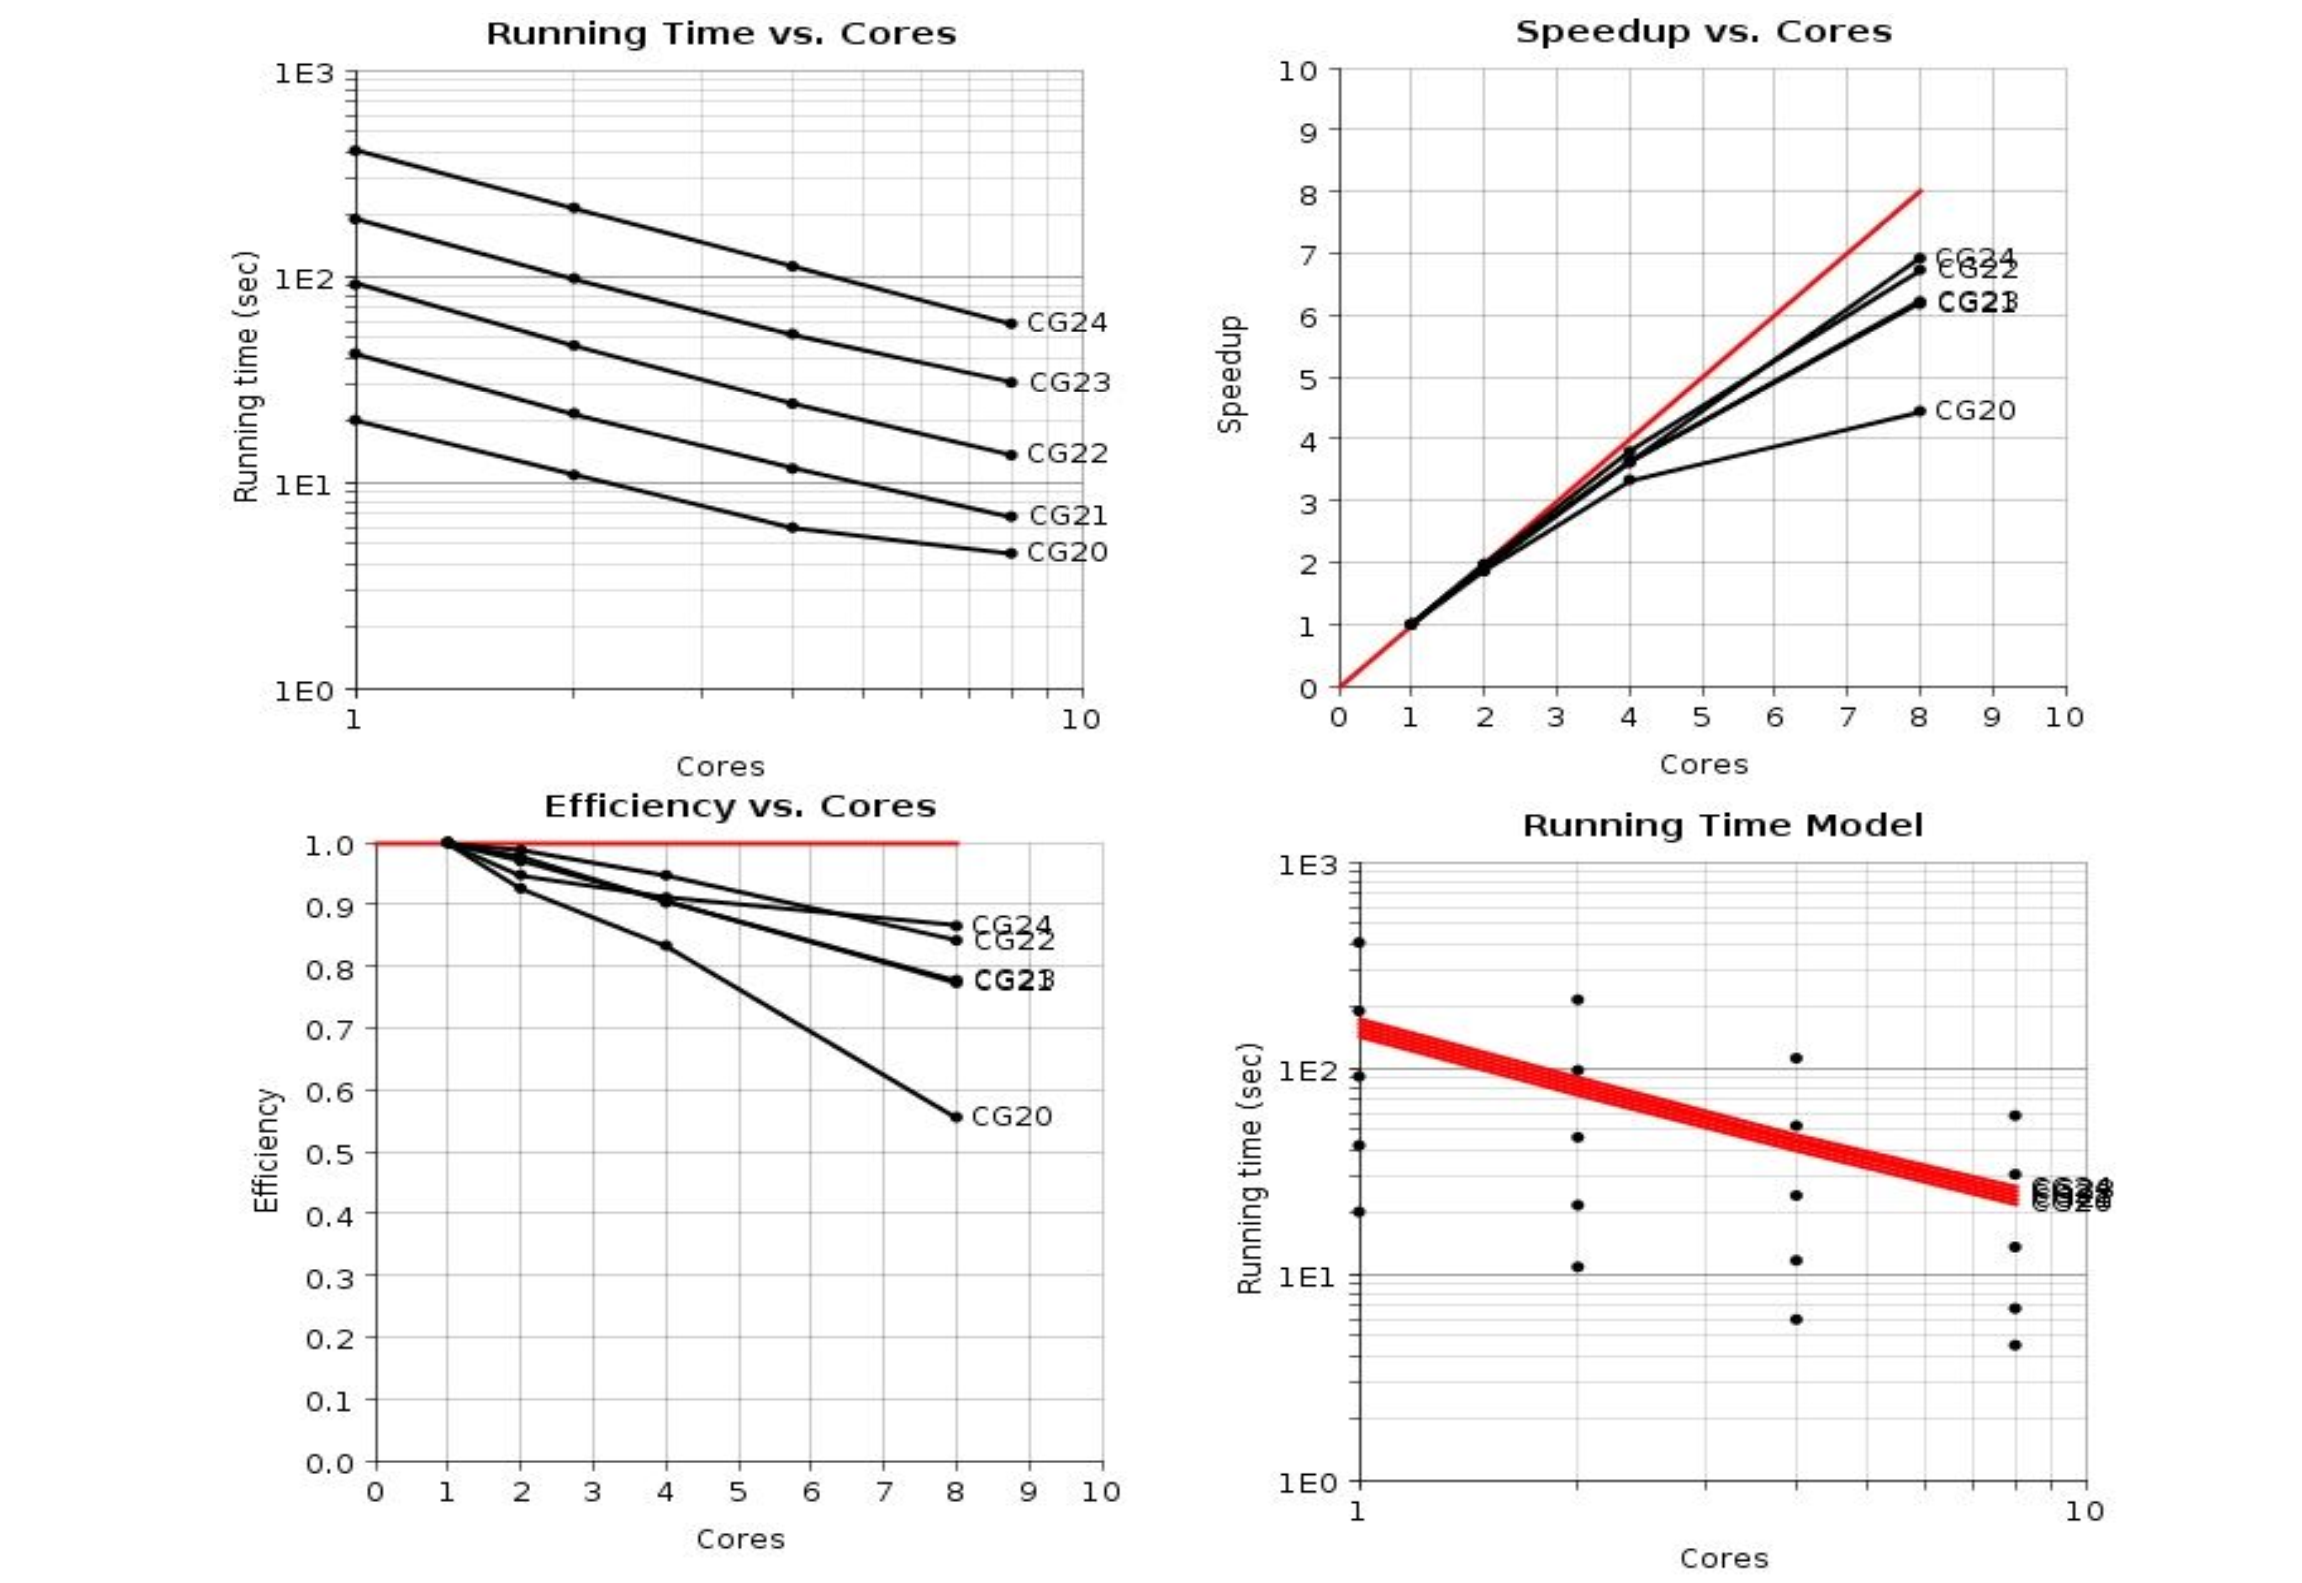 Running Time vs. Cores
1E3
1E2
1E1
1E0
Running time (sec)
CG24
CG23
CG22
CG21
CG20
1 10
Cores
Speedup vs. Cores
10
9
8
7
6
5
4
3
2
1
0
Speedup
CG24
CG22
CG20
0 1 2 3 4 5 6 7 8 9 10
Cores
Efficiency vs. Cores
1.0
0.9
0.8
0.7
0.6
0.5
0.4
0.3
0.2
0.1
0.0
Efficiency
CG24
CG22
CG20
0 1 2 3 4 5 6 7 8 9 10
Cores
Running Time Model
1E3
1E2
1E1
1E0
Running time (sec)
1 10
Cores